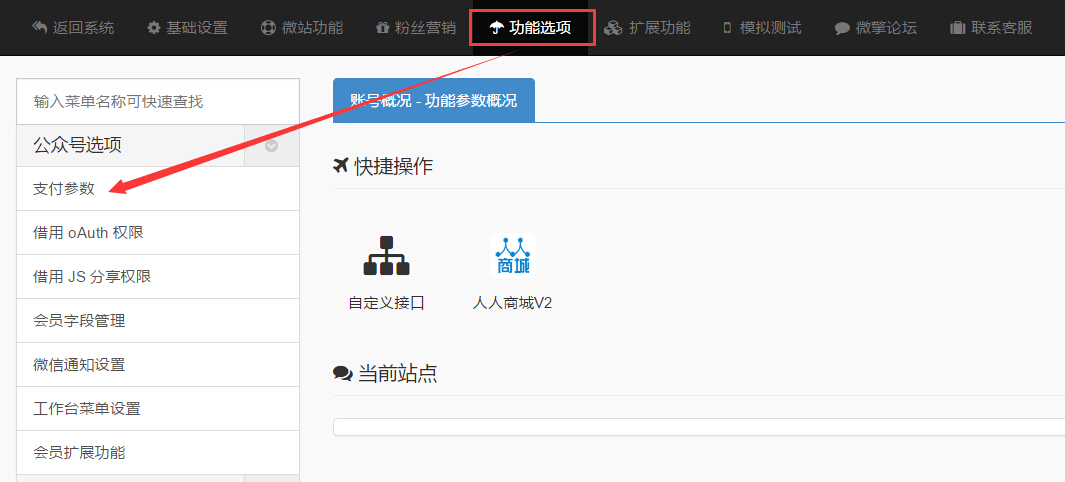 返回系统 基础设置 微站功能 粉丝营销 功能选项 扩展功能 模拟测试 微擎论坛 联系客服
输入菜单名称可快速查找
账号概况 - 功能参数概况
公众号选项
快捷操作
支付参数
借用 oAuth 权限
借用 JS 分享权限
商城
自定义接口 人人商城V2
会员字段管理
微信通知设置
当前站点
工作台菜单设置
会员扩展功能